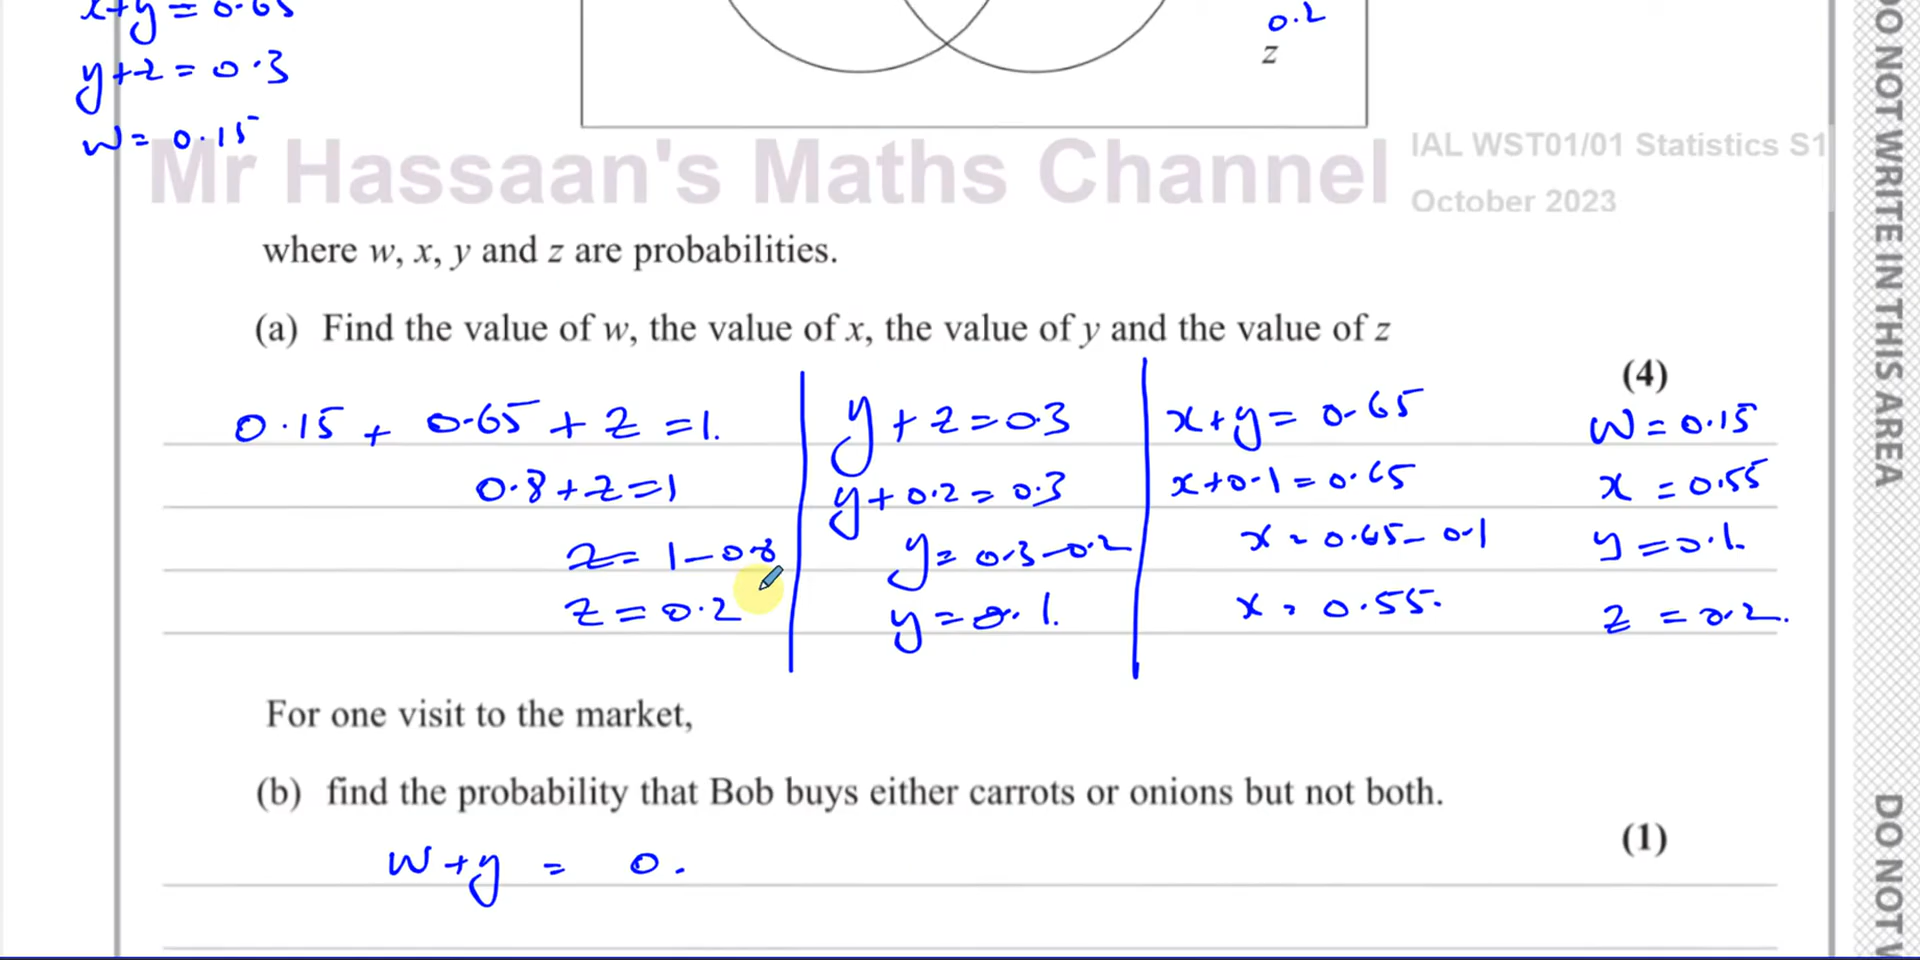 x+y = 0.65
y+z = 0.3
w = 0.15
0.2
z
Mr Hassaan's Maths Channel
IAL WST01/01 Statistics S1
October 2023
where w, x, y and z are probabilities.
(a) Find the value of w, the value of x, the value of y and the value of z
(4)
0.15 + 0.65 + z = 1.
0.8 + z = 1
z = 1 - 0.8
z = 0.2
y + z = 0.3
y + 0.2 = 0.3
y = 0.3 - 0.2
y = 0.1.
x + y = 0.65
x + 0.1 = 0.65
x = 0.65 - 0.1
x = 0.55.
w = 0.15
x = 0.55
y = 0.1.
z = 0.2.
For one visit to the market,
(b) find the probability that Bob buys either carrots or onions but not both.
(1)
w + y = 0.
DO NOT WRITE IN THIS AREA
DO NOT W